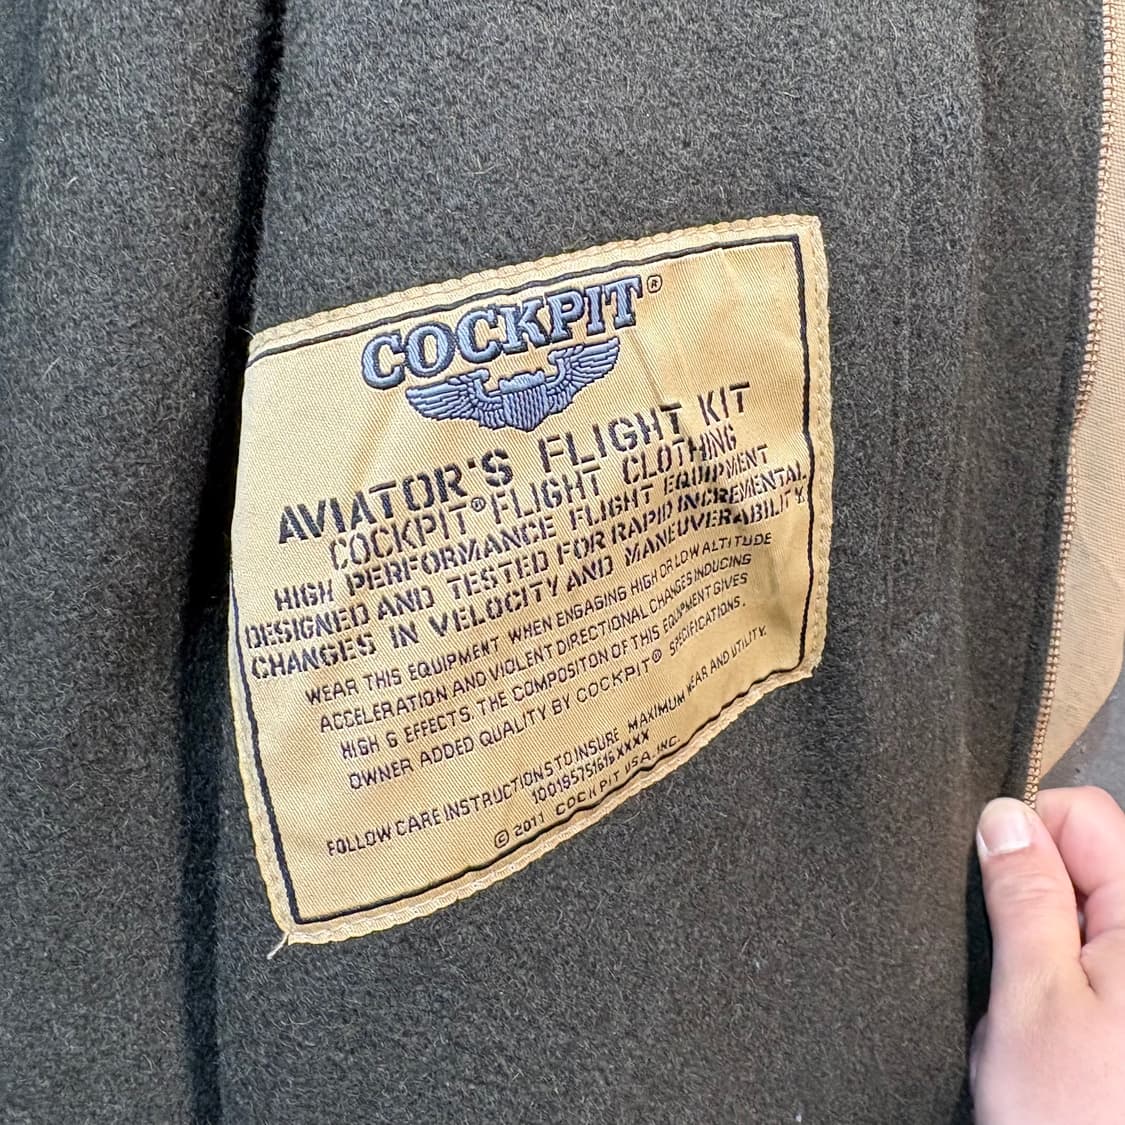 COCKPIT®
AVIATOR'S FLIGHT KIT
COCKPIT® FLIGHT CLOTHING
HIGH PERFORMANCE FLIGHT EQUIPMENT
DESIGNED AND TESTED FOR RAPID INCREMENTAL
CHANGES IN VELOCITY AND MANEUVERABILITY.
WEAR THIS EQUIPMENT WHEN ENGAGING HIGH OR LOW ALTITUDE
ACCELERATION AND VIOLENT DIRECTIONAL CHANGES INDUCING
HIGH G EFFECTS. THE COMPOSITON OF THIS EQUIPMENT GIVES
OWNER ADDED QUALITY BY COCKPIT® SPECIFICATIONS.
FOLLOW CARE INSTRUCTIONS TO INSURE MAXIMUM WEAR AND UTILITY.
100185751616XXXX
© 2011 COCKPIT USA, INC.